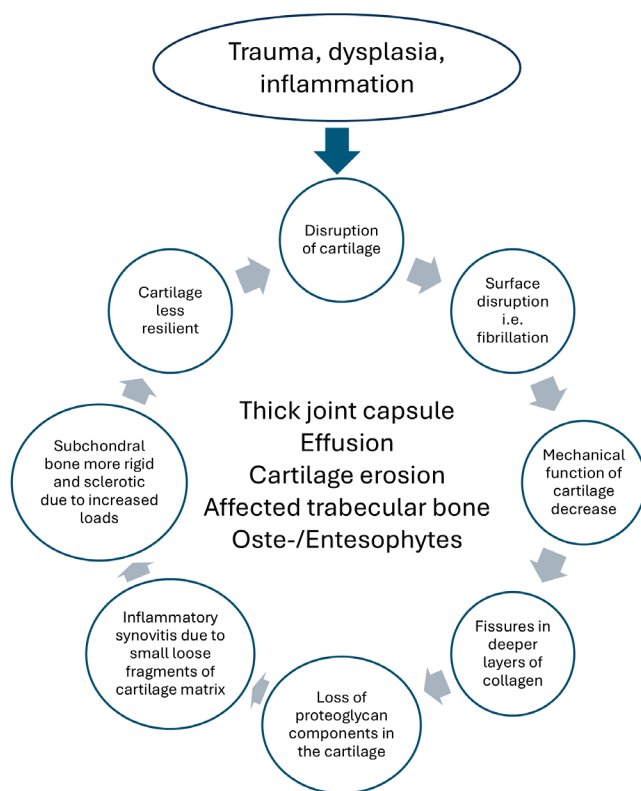 Trauma, dysplasia,
inflammation
Disruption
of cartilage
Surface
disruption
i.e.
fibrillation
Mechanical
function of
cartilage
decrease
Fissures in
deeper
layers of
collagen
Loss of
proteoglycan
components in
the cartilage
Inflammatory
synovitis due to
small loose
fragments of
cartilage matrix
Subchondral
bone more rigid
and sclerotic
due to increased
loads
Cartilage
less
resilient
Thick joint capsule
Effusion
Cartilage erosion
Affected trabecular bone
Oste-/Entesophytes